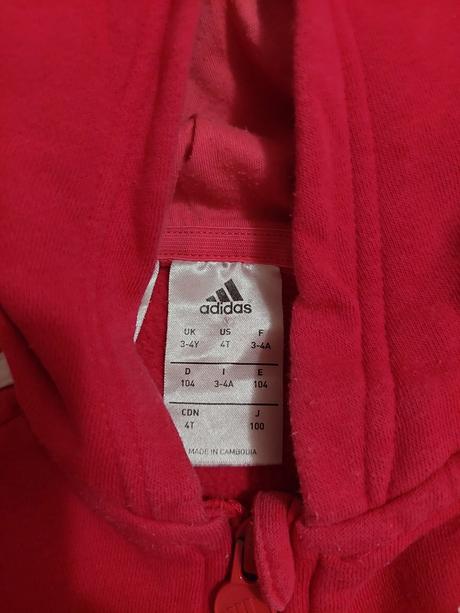 adidas
UK US F
3-4Y 4T 3-4A
D I E
104 3-4A 104
CDN J
4T 100
MADE IN CAMBODIA